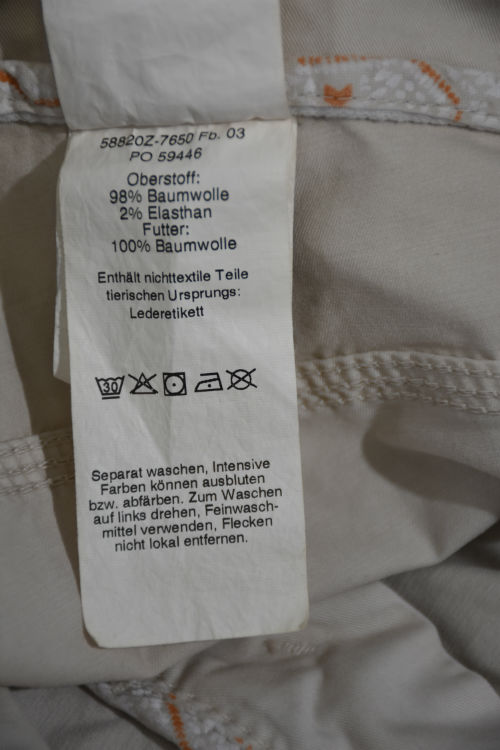 58820Z-7650 Fb. 03
PO 59446
Oberstoff:
98% Baumwolle
2% Elasthan
Futter:
100% Baumwolle
Enthält nichttextile Teile
tierischen Ursprungs:
Lederetikett
30
Separat waschen, Intensive
Farben können ausbluten
bzw. abfärben. Zum Waschen
auf links drehen, Feinwasch-
mittel verwenden, Flecken
nicht lokal entfernen.